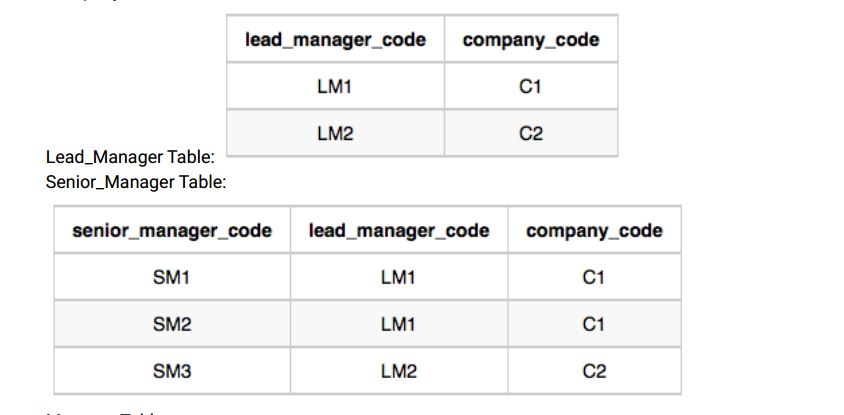 lead_manager_code company_code
LM1 C1
LM2 C2
Lead_Manager Table:
Senior_Manager Table:
senior_manager_code lead_manager_code company_code
SM1 LM1 C1
SM2 LM1 C1
SM3 LM2 C2